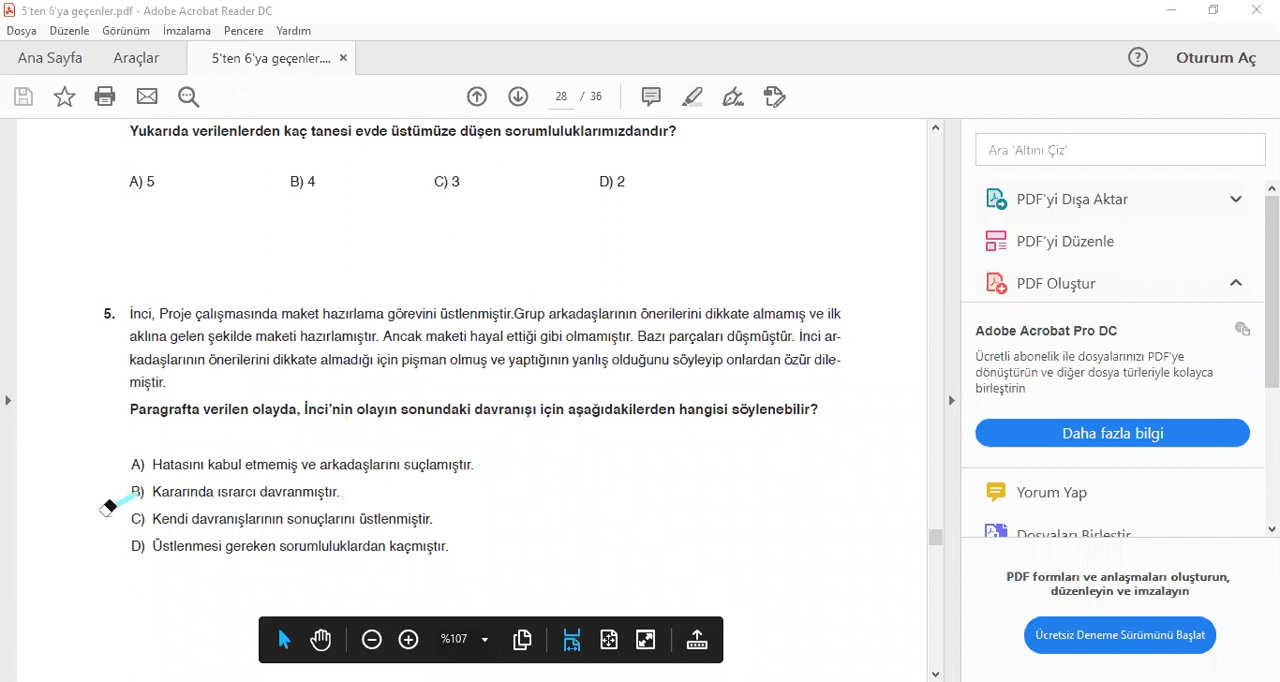 5'ten 6'ya geçenler.pdf - Adobe Acrobat Reader DC
Dosya Düzenle Görünüm İmzalama Pencere Yardım
Ana Sayfa Araçlar 5'ten 6'ya geçenler.... × Oturum Aç
28 / 36
Yukarıda verilenlerden kaç tanesi evde üstümüze düşen sorumluluklarımızdandır?
A) 5 B) 4 C) 3 D) 2
5. İnci, Proje çalışmasında maket hazırlama görevini üstlenmiştir.Grup arkadaşlarının önerilerini dikkate almamış ve ilk
aklına gelen şekilde maketi hazırlamıştır. Ancak maketi hayal ettiği gibi olmamıştır. Bazı parçaları düşmüştür. İnci ar-
kadaşlarının önerilerini dikkate almadığı için pişman olmuş ve yaptığının yanlış olduğunu söyleyip onlardan özür dile-
miştir.
Paragrafta verilen olayda, İnci'nin olayın sonundaki davranışı için aşağıdakilerden hangisi söylenebilir?
A) Hatasını kabul etmemiş ve arkadaşlarını suçlamıştır.
B) Kararında ısrarcı davranmıştır.
C) Kendi davranışlarının sonuçlarını üstlenmiştir.
D) Üstlenmesi gereken sorumluluklardan kaçmıştır.
%107
Ara 'Altını Çiz'
PDF'yi Dışa Aktar
PDF'yi Düzenle
PDF Oluştur
Adobe Acrobat Pro DC
Ücretli abonelik ile dosyalarınızı PDF'ye
dönüştürün ve diğer dosya türleriyle kolayca
birleştirin
Daha fazla bilgi
Yorum Yap
Dosyaları Birleştir
PDF formları ve anlaşmaları oluşturun,
düzenleyin ve imzalayın
Ücretsiz Deneme Sürümünü Başlat